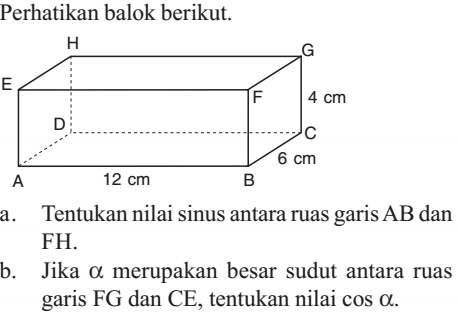 Perhatikan balok berikut.
H
G
E
F
4 cm
D
C
6 cm
A
12 cm
B
a. Tentukan nilai sinus antara ruas garis AB dan
FH.
b. Jika α merupakan besar sudut antara ruas
garis FG dan CE, tentukan nilai cos α.